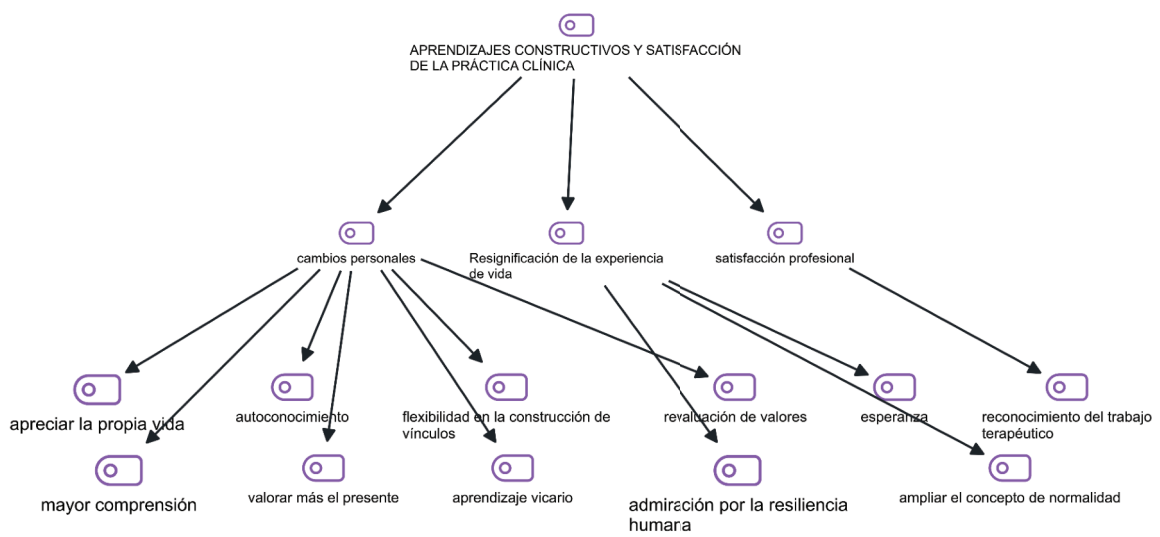 APRENDIZAJES CONSTRUCTIVOS Y SATISFACCIÓN
DE LA PRÁCTICA CLÍNICA
cambios personales
Resignificación de la experiencia
de vida
satisfacción profesional
apreciar la propia vida
autoconocimiento
flexibilidad en la construcción de
vínculos
revaluación de valores
esperanza
reconocimiento del trabajo
terapéutico
mayor comprensión
valorar más el presente
aprendizaje vicario
admiración por la resiliencia
humana
ampliar el concepto de normalidad